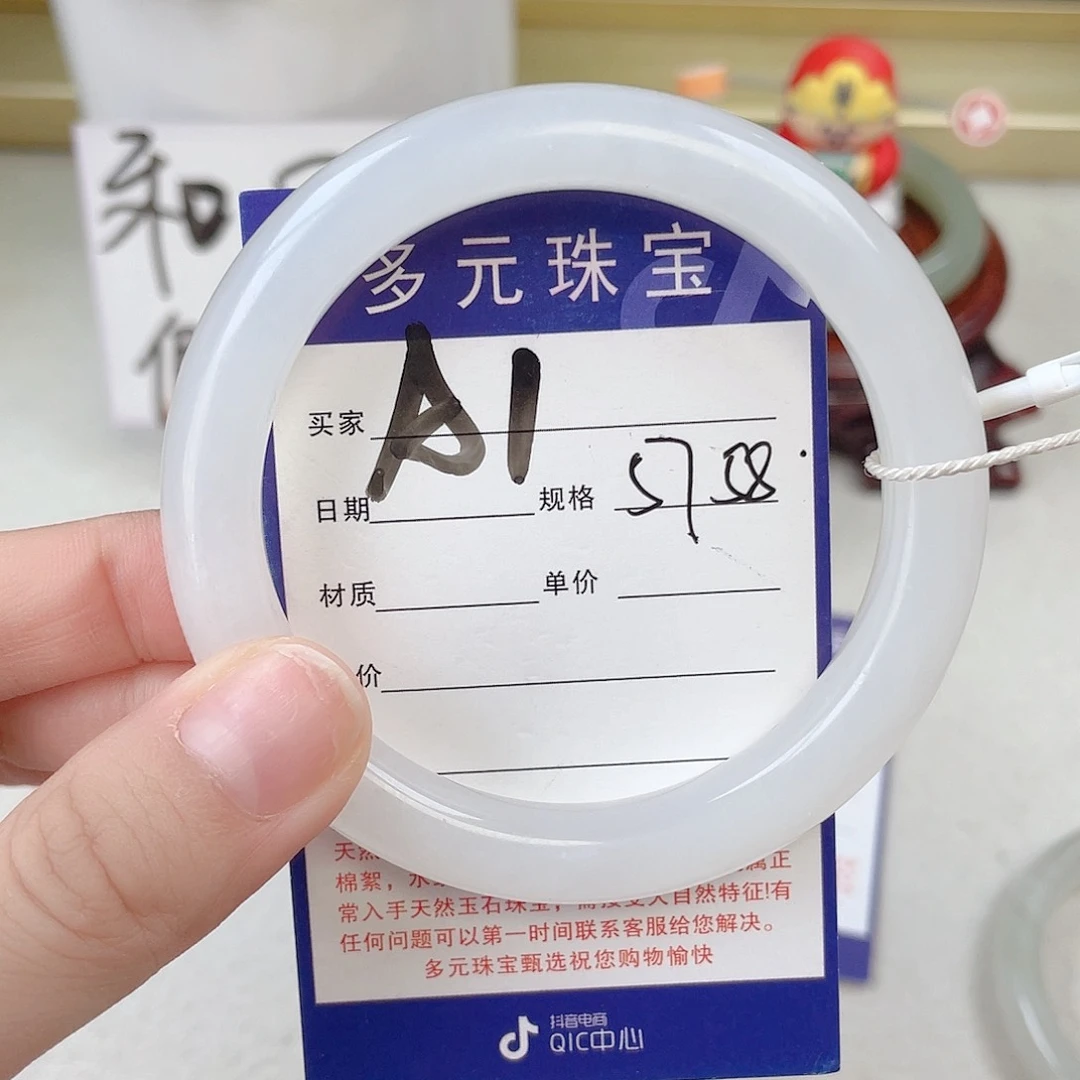 和
多元珠宝
买家 A1
日期 规格 57 58
材质 单价
价
天然
棉絮,水
常入手天然玉石珠宝,需接受大自然特征!有
任何问题可以第一时间联系客服给您解决。
多元珠宝甄选祝您购物愉快
抖音电商
QIC中心